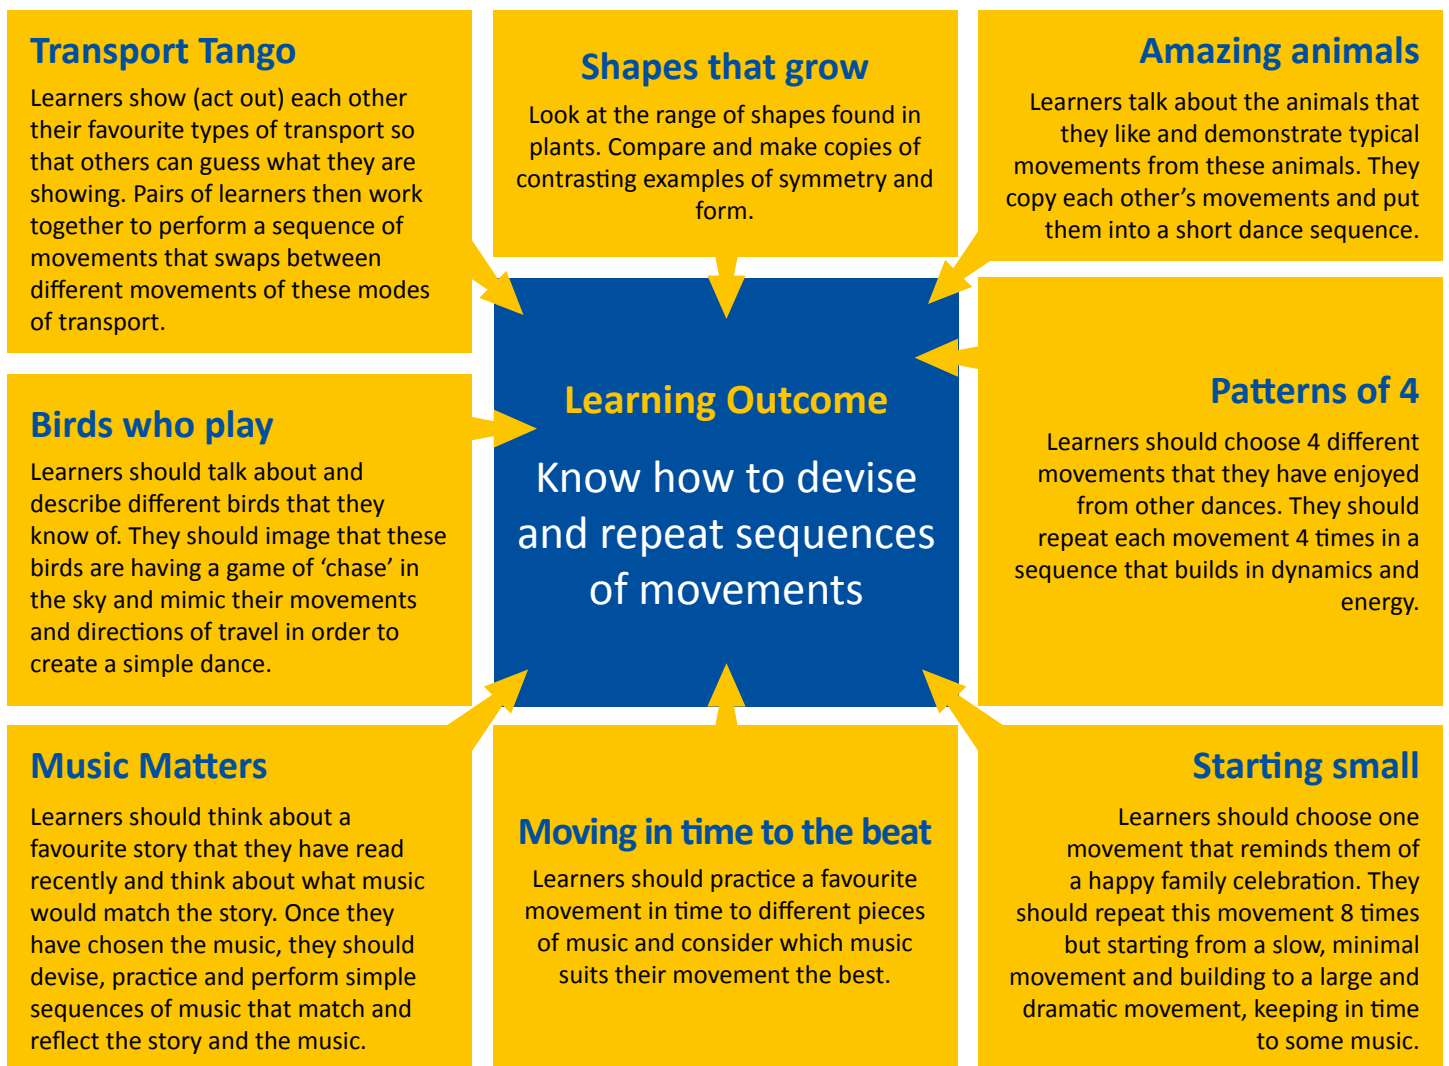 Transport Tango
Learners show (act out) each other
their favourite types of transport so
that others can guess what they are
showing. Pairs of learners then work
together to perform a sequence of
movements that swaps between
different movements of these modes
of transport.
Shapes that grow
Look at the range of shapes found in
plants. Compare and make copies of
contrasting examples of symmetry and
form.
Amazing animals
Learners talk about the animals that
they like and demonstrate typical
movements from these animals. They
copy each other’s movements and put
them into a short dance sequence.
Birds who play
Learners should talk about and
describe different birds that they
know of. They should image that these
birds are having a game of ‘chase’ in
the sky and mimic their movements
and directions of travel in order to
create a simple dance.
Learning Outcome
Know how to devise
and repeat sequences
of movements
Patterns of 4
Learners should choose 4 different
movements that they have enjoyed
from other dances. They should
repeat each movement 4 times in a
sequence that builds in dynamics and
energy.
Music Matters
Learners should think about a
favourite story that they have read
recently and think about what music
would match the story. Once they
have chosen the music, they should
devise, practice and perform simple
sequences of music that match and
reflect the story and the music.
Moving in time to the beat
Learners should practice a favourite
movement in time to different pieces
of music and consider which music
suits their movement the best.
Starting small
Learners should choose one
movement that reminds them of
a happy family celebration. They
should repeat this movement 8 times
but starting from a slow, minimal
movement and building to a large and
dramatic movement, keeping in time
to some music.